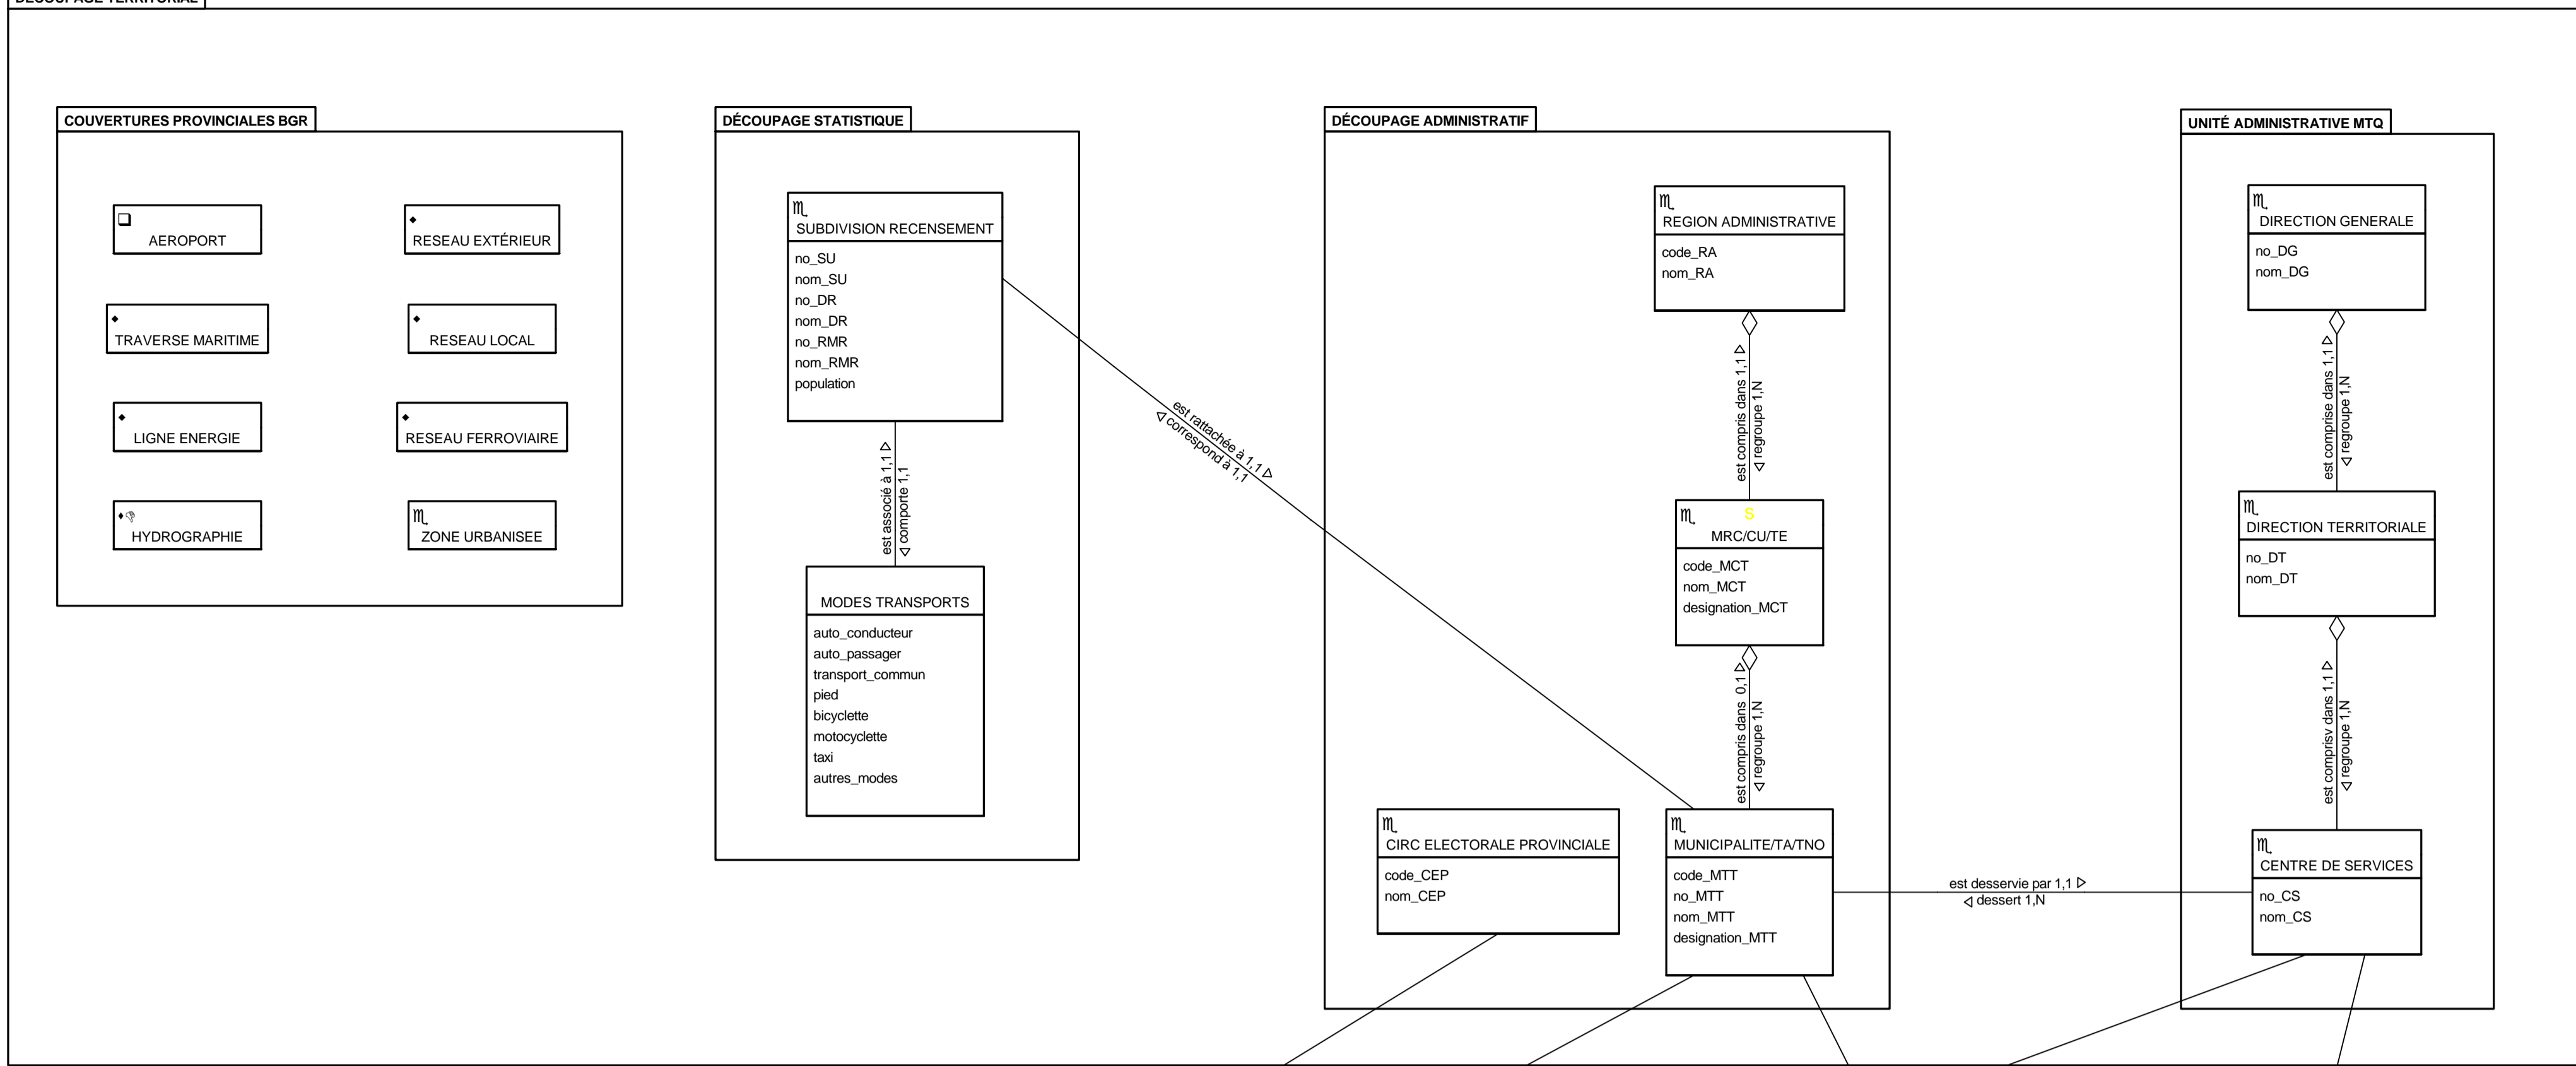 DÉCOUPAGE TERRITORIAL
COUVERTURES PROVINCIALES BGR
AEROPORT
RESEAU EXTÉRIEUR
TRAVERSE MARITIME
RESEAU LOCAL
LIGNE ENERGIE
RESEAU FERROVIAIRE
HYDROGRAPHIE
ZONE URBANISEE
DÉCOUPAGE STATISTIQUE
SUBDIVISION RECENSEMENT
no_SU
nom_SU
no_DR
nom_DR
no_RMR
nom_RMR
population
est associé à 1,1
comporte 1,1
MODES TRANSPORTS
auto_conducteur
auto_passager
transport_commun
pied
bicyclette
motocyclette
taxi
autres_modes
est rattachée à 1,1
correspond à 1,1
DÉCOUPAGE ADMINISTRATIF
REGION ADMINISTRATIVE
code_RA
nom_RA
est compris dans 1,1
regroupe 1,N
S
MRC/CU/TE
code_MCT
nom_MCT
designation_MCT
est compris dans 0,1
regroupe 1,N
CIRC ELECTORALE PROVINCIALE
code_CEP
nom_CEP
MUNICIPALITE/TA/TNO
code_MTT
no_MTT
nom_MTT
designation_MTT
est desservie par 1,1
dessert 1,N
UNITÉ ADMINISTRATIVE MTQ
DIRECTION GENERALE
no_DG
nom_DG
est comprise dans 1,1
regroupe 1,N
DIRECTION TERRITORIALE
no_DT
nom_DT
est comprisv dans 1,1
regroupe 1,N
CENTRE DE SERVICES
no_CS
nom_CS